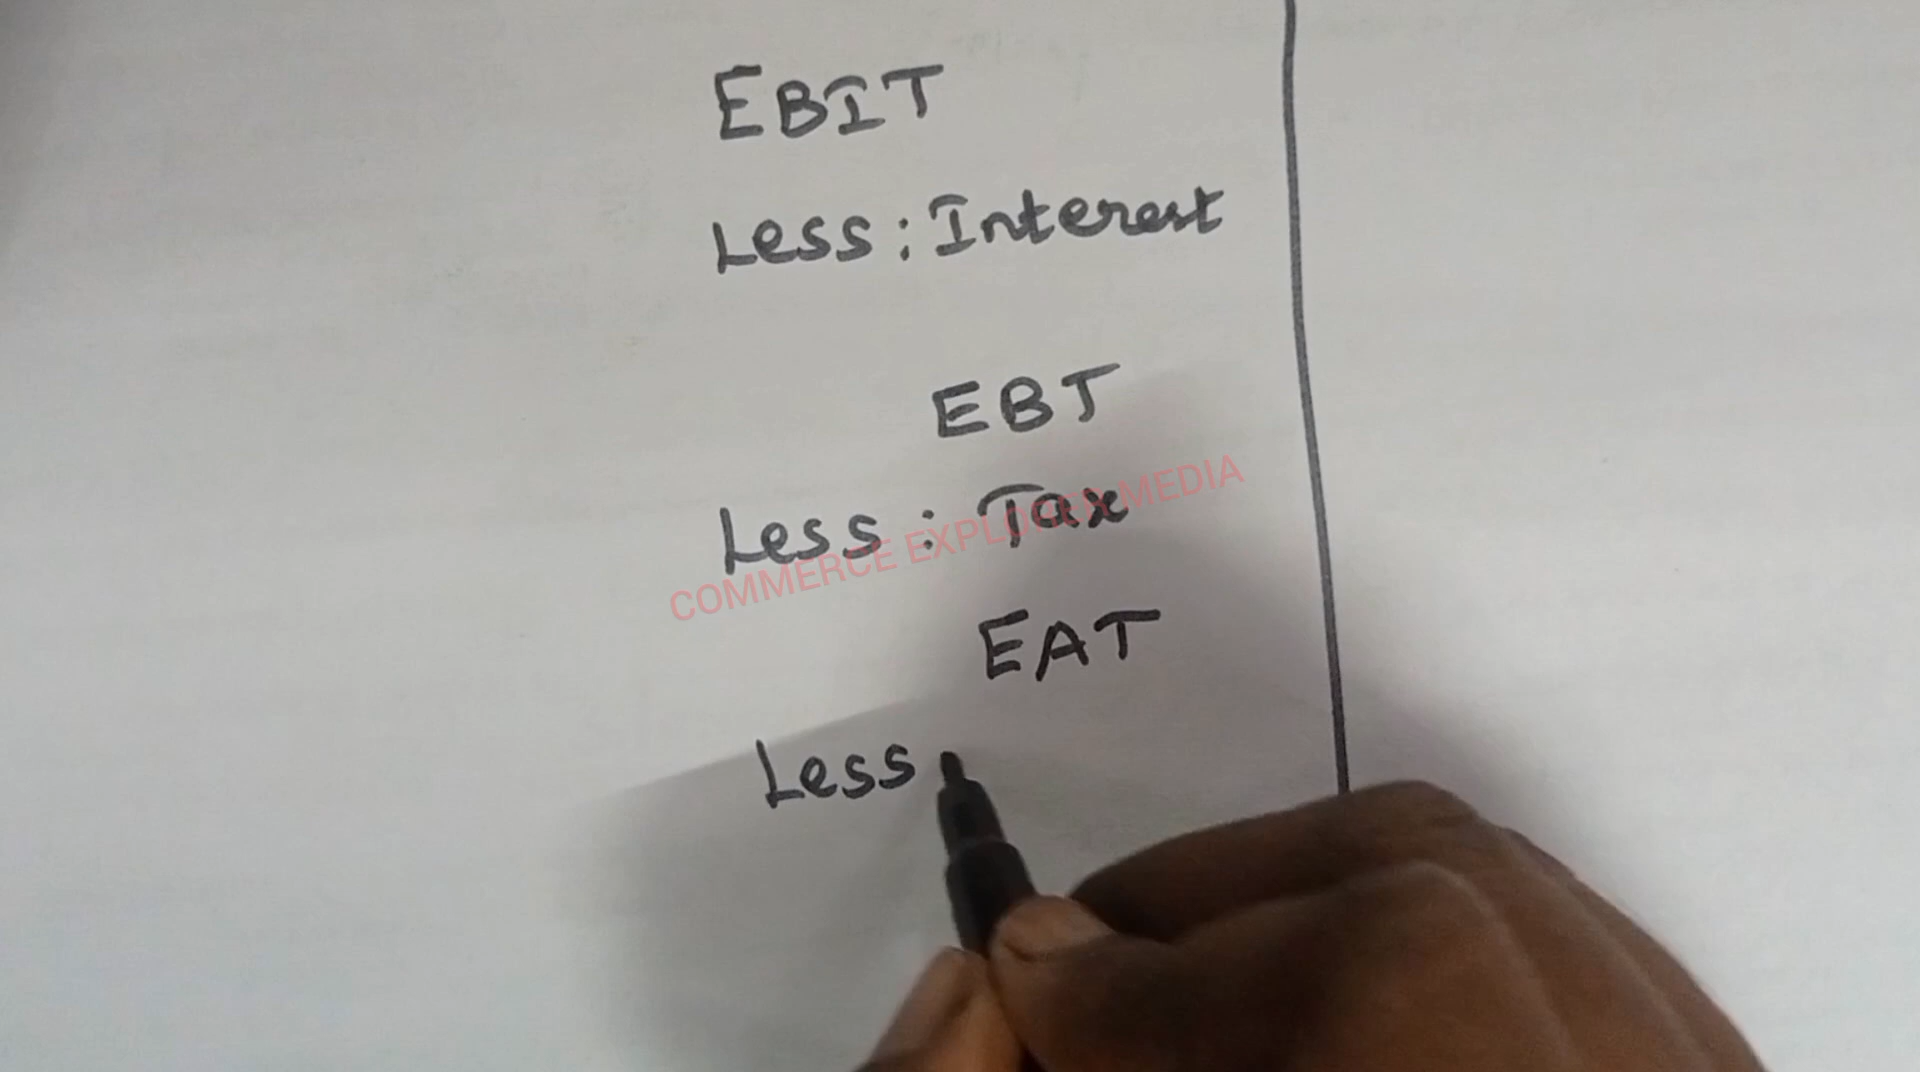 EBIT
Less: Interest
EBT
Less: Tax
COMMERCE EXPLORER MEDIA
EAT
Less